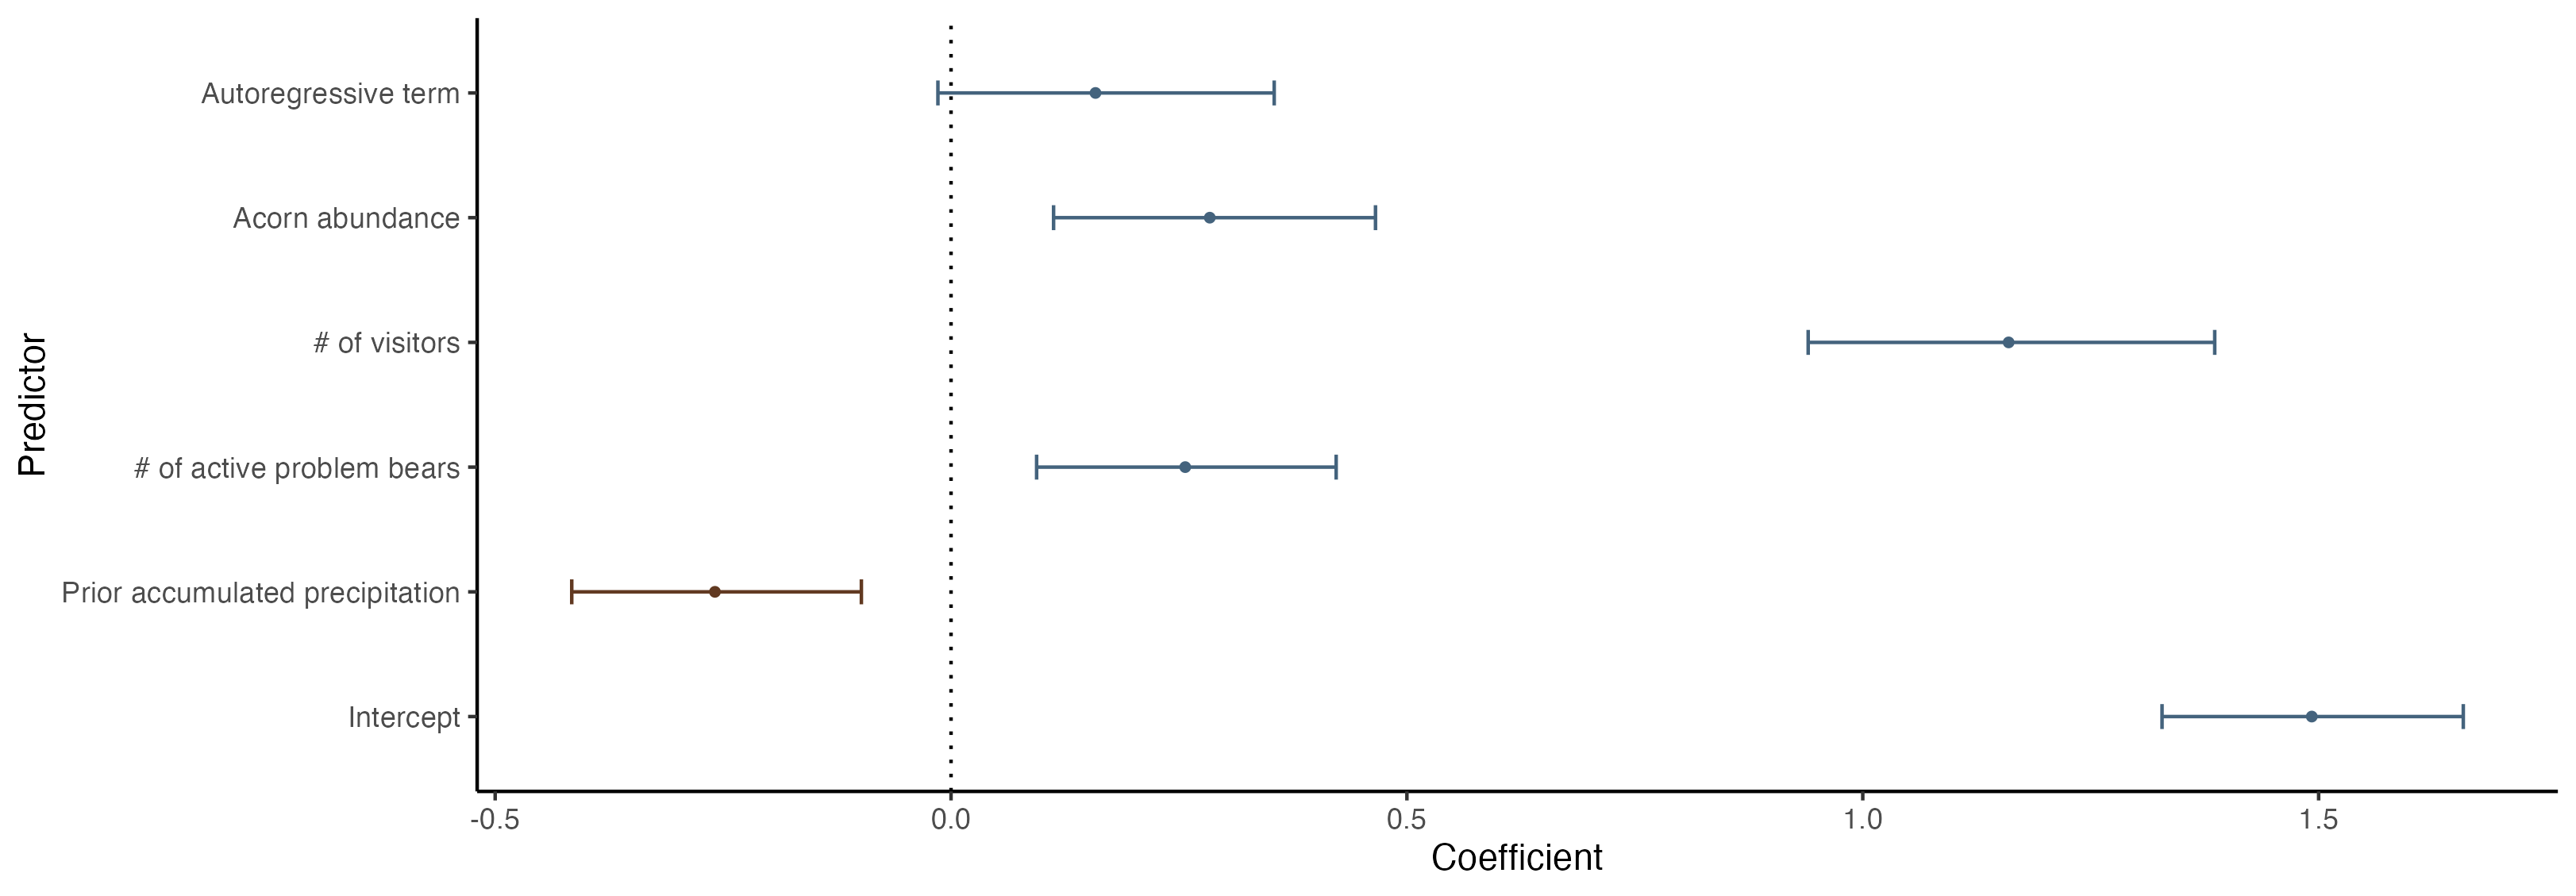 Autoregressive term
Acorn abundance
# of visitors
# of active problem bears
Prior accumulated precipitation
Intercept
Predictor
-0.5 0.0 0.5 1.0 1.5
Coefficient